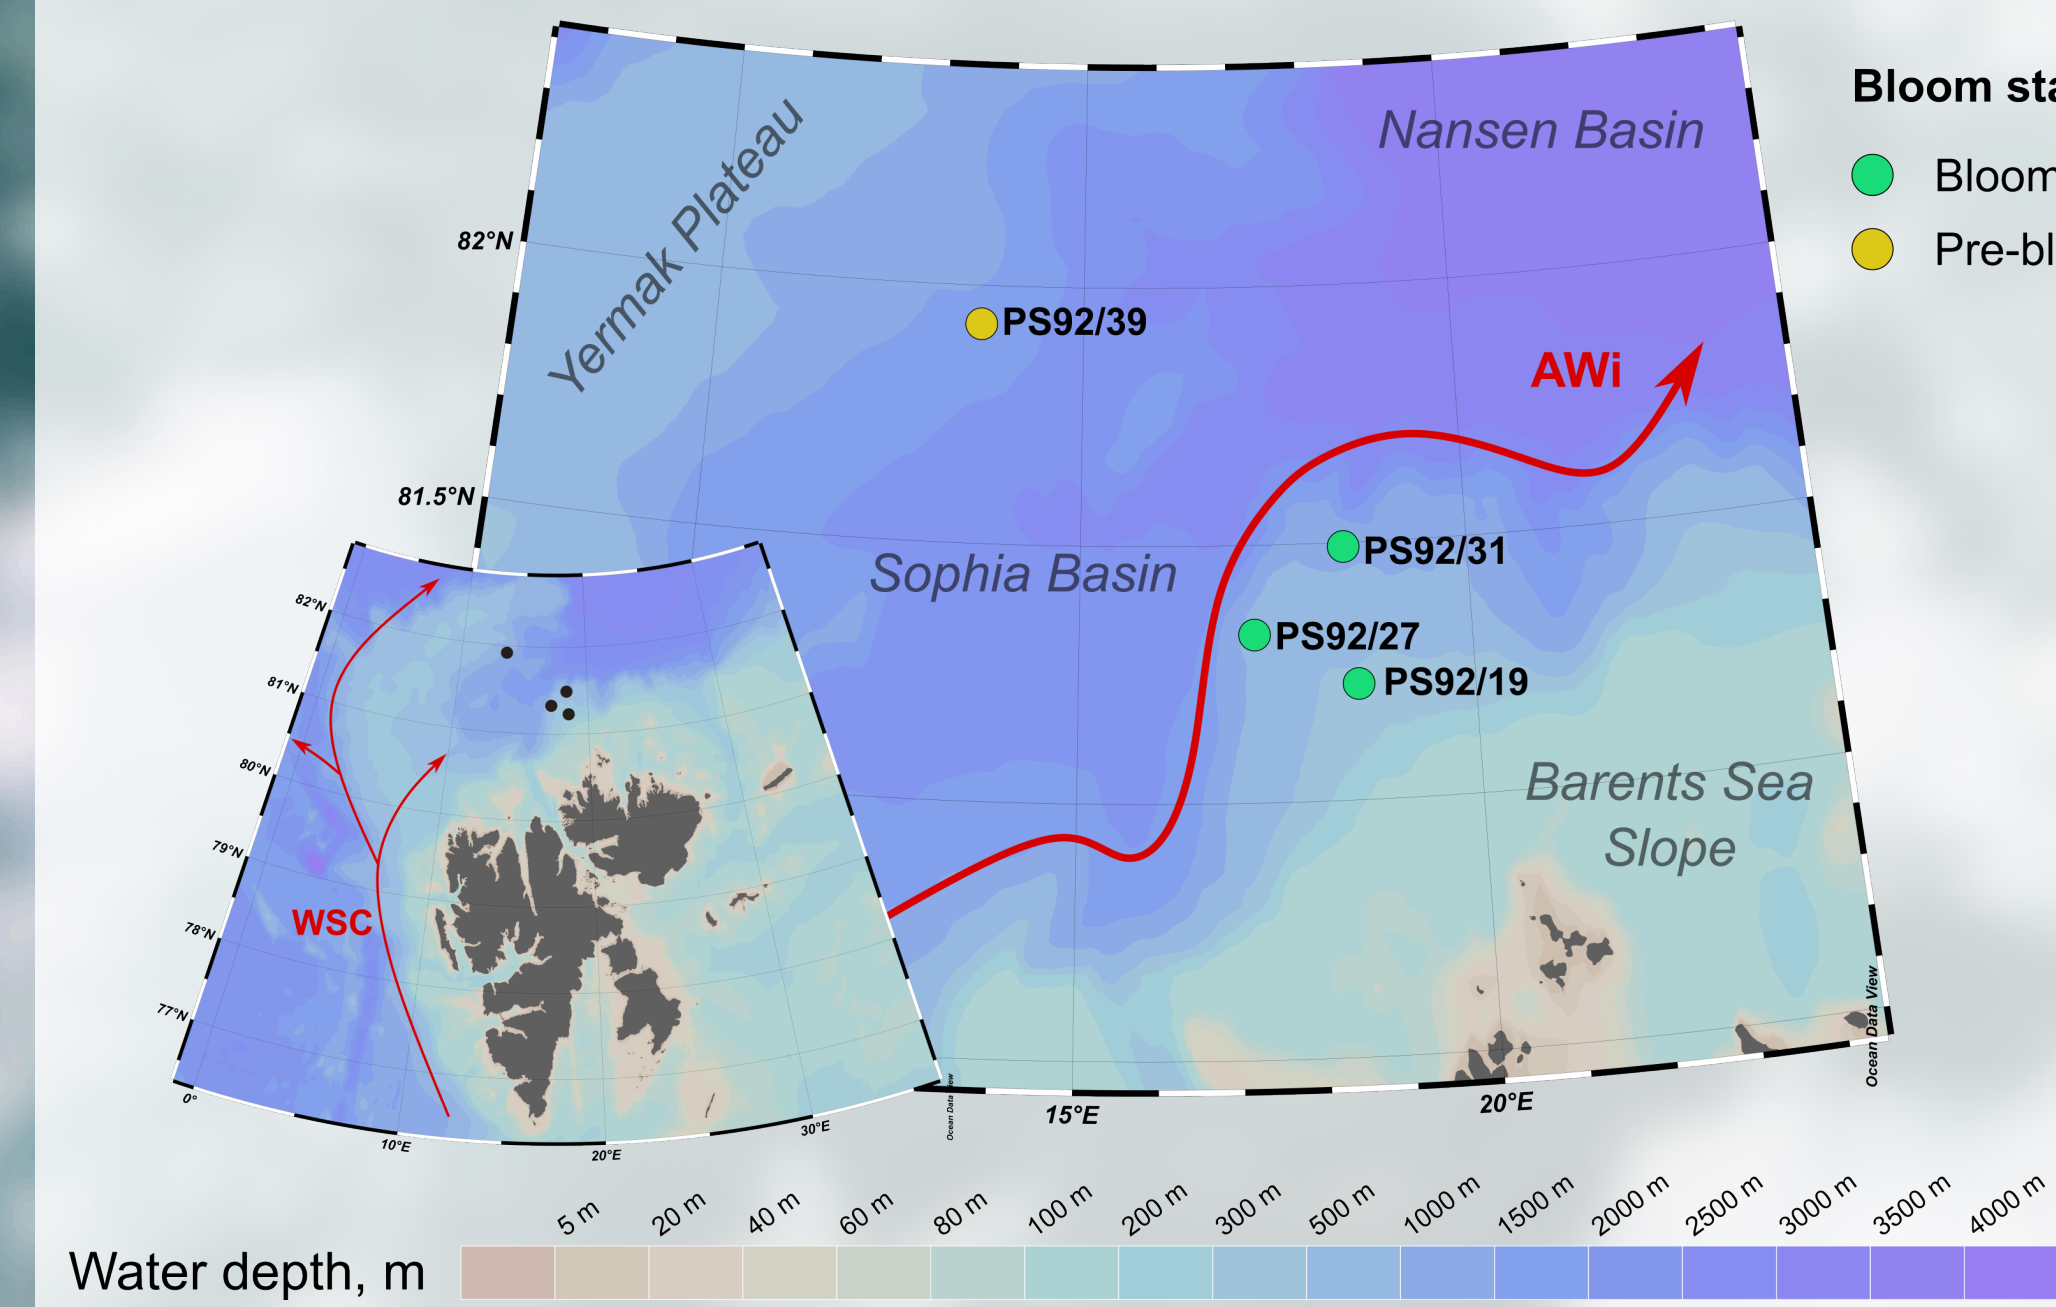 Bloom sta
Bloom
Pre-bl
Yermak Plateau
Nansen Basin
82°N
PS92/39
AWi
81.5°N
Sophia Basin
PS92/31
PS92/27
PS92/19
Barents Sea
Slope
82°N
81°N
80°N
79°N
78°N
77°N
WSC
0°
10°E
20°E
30°E
Ocean Data View
15°E
20°E
Ocean Data View
5 m
20 m
40 m
60 m
80 m
100 m
200 m
300 m
500 m
1000 m
1500 m
2000 m
2500 m
3000 m
3500 m
4000 m
Water depth, m